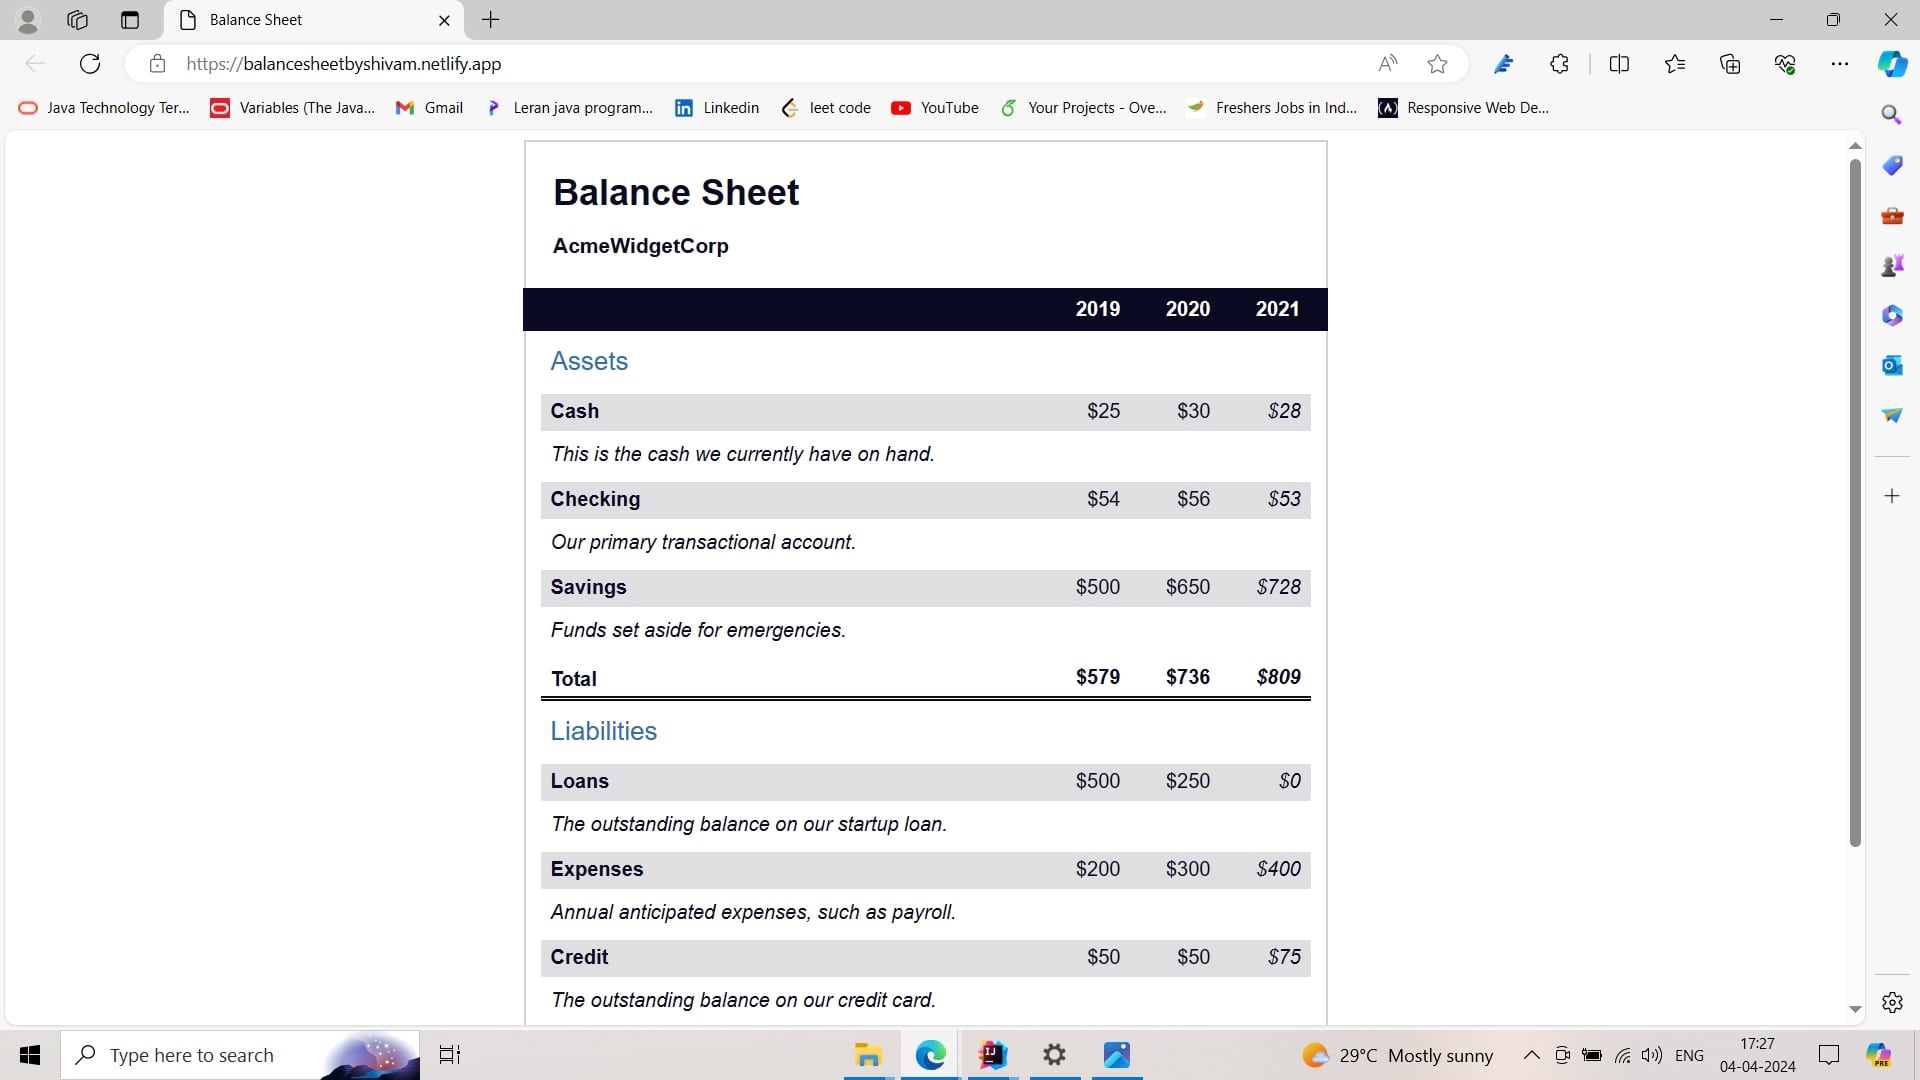 Balance Sheet
https://balancesheetbyshivam.netlify.app
Java Technology Ter...
Variables (The Java...
Gmail
Leran java program...
Linkedin
leet code
YouTube
Your Projects - Ove...
Freshers Jobs in Ind...
Responsive Web De...
Balance Sheet
AcmeWidgetCorp
2019 2020 2021
Assets
Cash $25 $30 $28
This is the cash we currently have on hand.
Checking $54 $56 $53
Our primary transactional account.
Savings $500 $650 $728
Funds set aside for emergencies.
Total $579 $736 $809
Liabilities
Loans $500 $250 $0
The outstanding balance on our startup loan.
Expenses $200 $300 $400
Annual anticipated expenses, such as payroll.
Credit $50 $50 $75
The outstanding balance on our credit card.
Type here to search
29°C Mostly sunny
ENG
17:27
04-04-2024